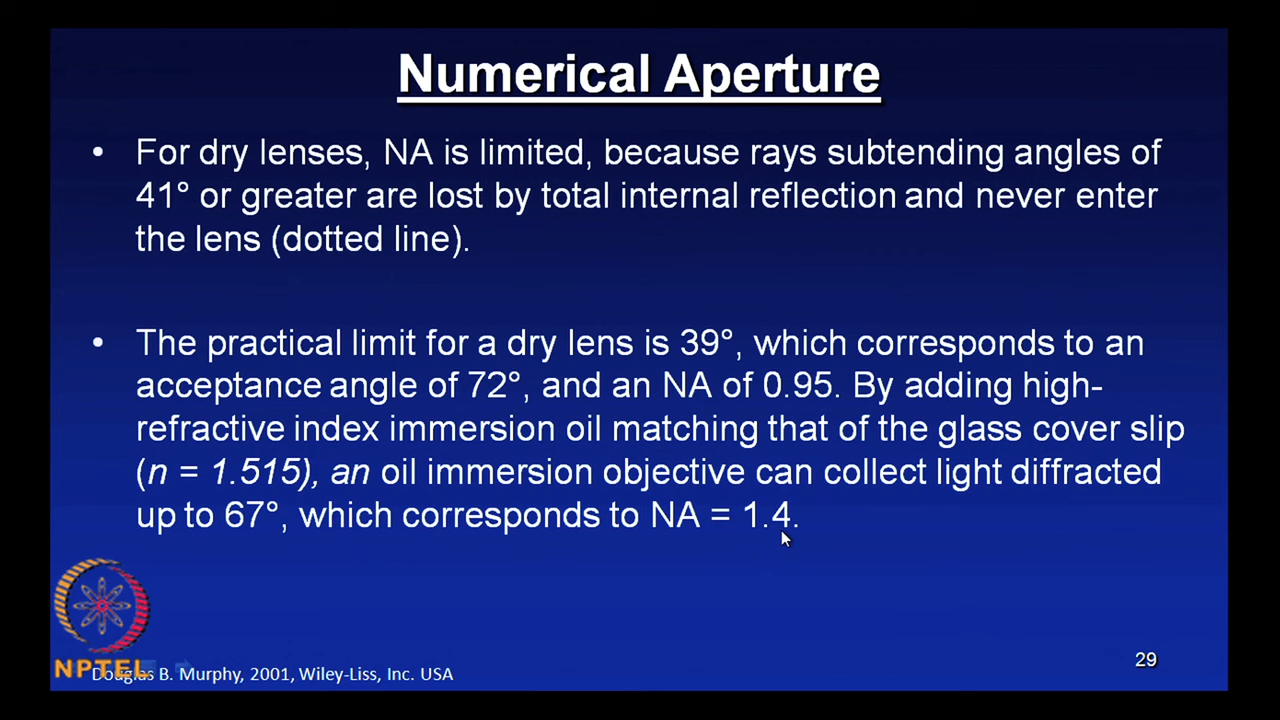 Numerical Aperture
• For dry lenses, NA is limited, because rays subtending angles of
41° or greater are lost by total internal reflection and never enter
the lens (dotted line).
• The practical limit for a dry lens is 39°, which corresponds to an
acceptance angle of 72°, and an NA of 0.95. By adding high-
refractive index immersion oil matching that of the glass cover slip
(n = 1.515), an oil immersion objective can collect light diffracted
up to 67°, which corresponds to NA = 1.4.
29
NPTEL
Douglas B. Murphy, 2001, Wiley-Liss, Inc. USA